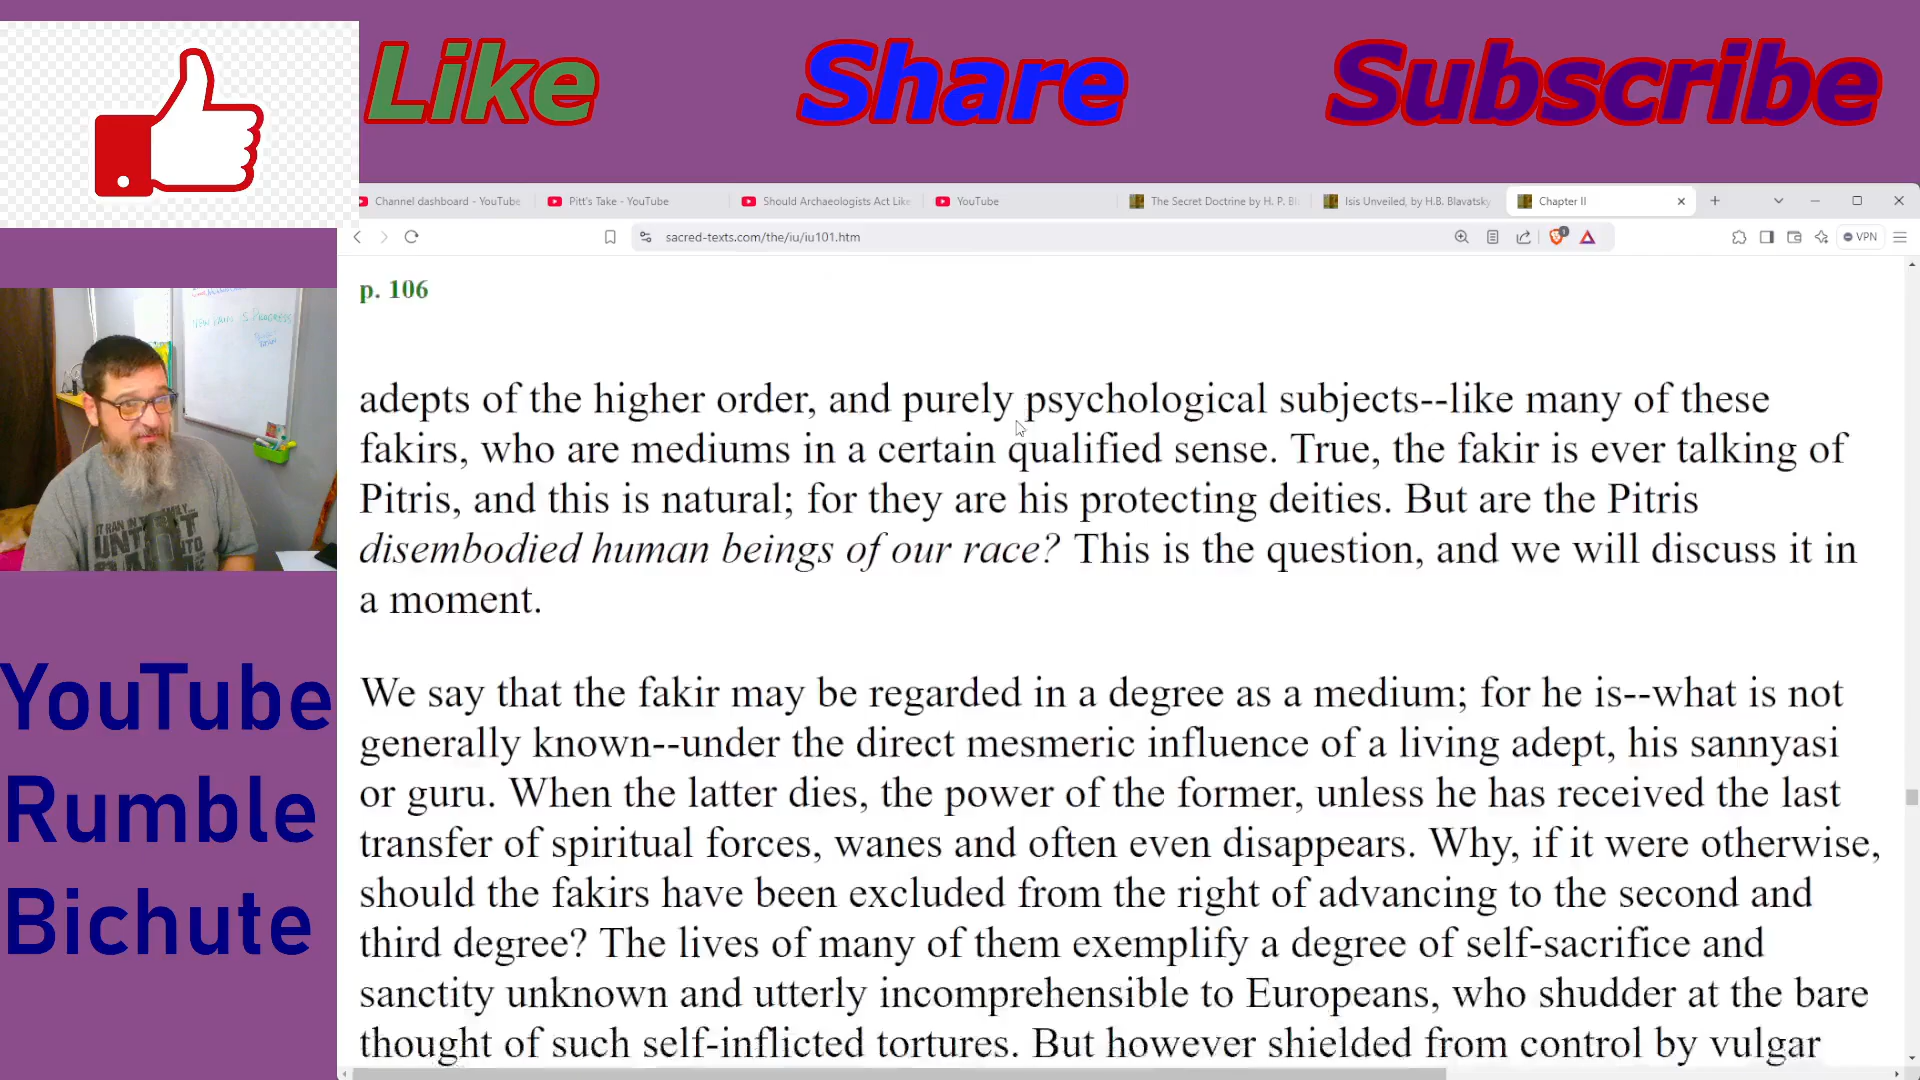 Like Share Subscribe
Channel dashboard - YouTube
Pitt's Take - YouTube
Should Archaeologists Act Like
YouTube
The Secret Doctrine by H. P. Bl
Isis Unveiled, by H.B. Blavatsky
Chapter II
sacred-texts.com/the/iu/iu101.htm
1
VPN
p. 106
adepts of the higher order, and purely psychological subjects--like many of these
fakirs, who are mediums in a certain qualified sense. True, the fakir is ever talking of
Pitris, and this is natural; for they are his protecting deities. But are the Pitris
disembodied human beings of our race? This is the question, and we will discuss it in
a moment.
We say that the fakir may be regarded in a degree as a medium; for he is--what is not
generally known--under the direct mesmeric influence of a living adept, his sannyasi
or guru. When the latter dies, the power of the former, unless he has received the last
transfer of spiritual forces, wanes and often even disappears. Why, if it were otherwise,
should the fakirs have been excluded from the right of advancing to the second and
third degree? The lives of many of them exemplify a degree of self-sacrifice and
sanctity unknown and utterly incomprehensible to Europeans, who shudder at the bare
thought of such self-inflicted tortures. But however shielded from control by vulgar
IT RAN IN THE FAMILY...
YouTube
Rumble
Bichute